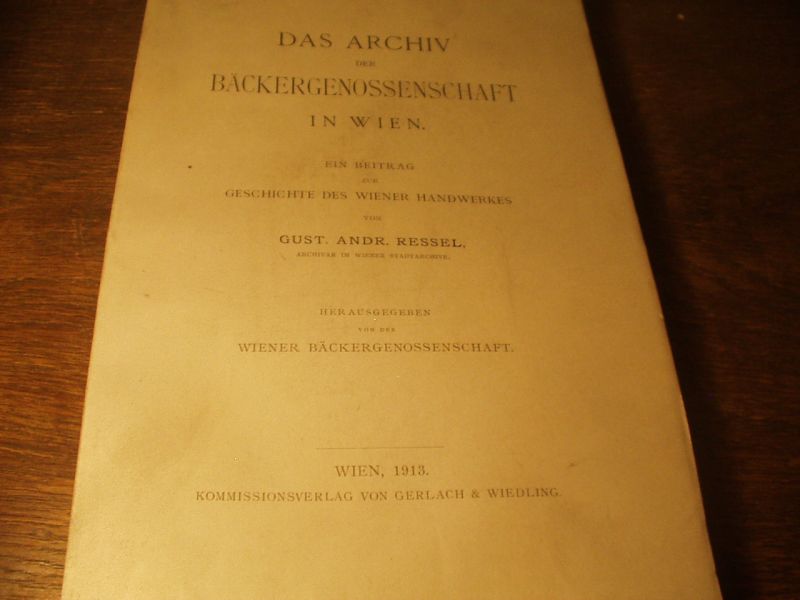 DAS ARCHIV
DER
BÄCKERGENOSSENSCHAFT
IN WIEN.
EIN BEITRAG
ZUR
GESCHICHTE DES WIENER HANDWERKES
VON
GUST. ANDR. RESSEL,
ARCHIVAR IM WIENER STADTARCHIVE.
HERAUSGEGEBEN
VON DER
WIENER BÄCKERGENOSSENSCHAFT.
WIEN, 1913.
KOMMISSIONSVERLAG VON GERLACH & WIEDLING.